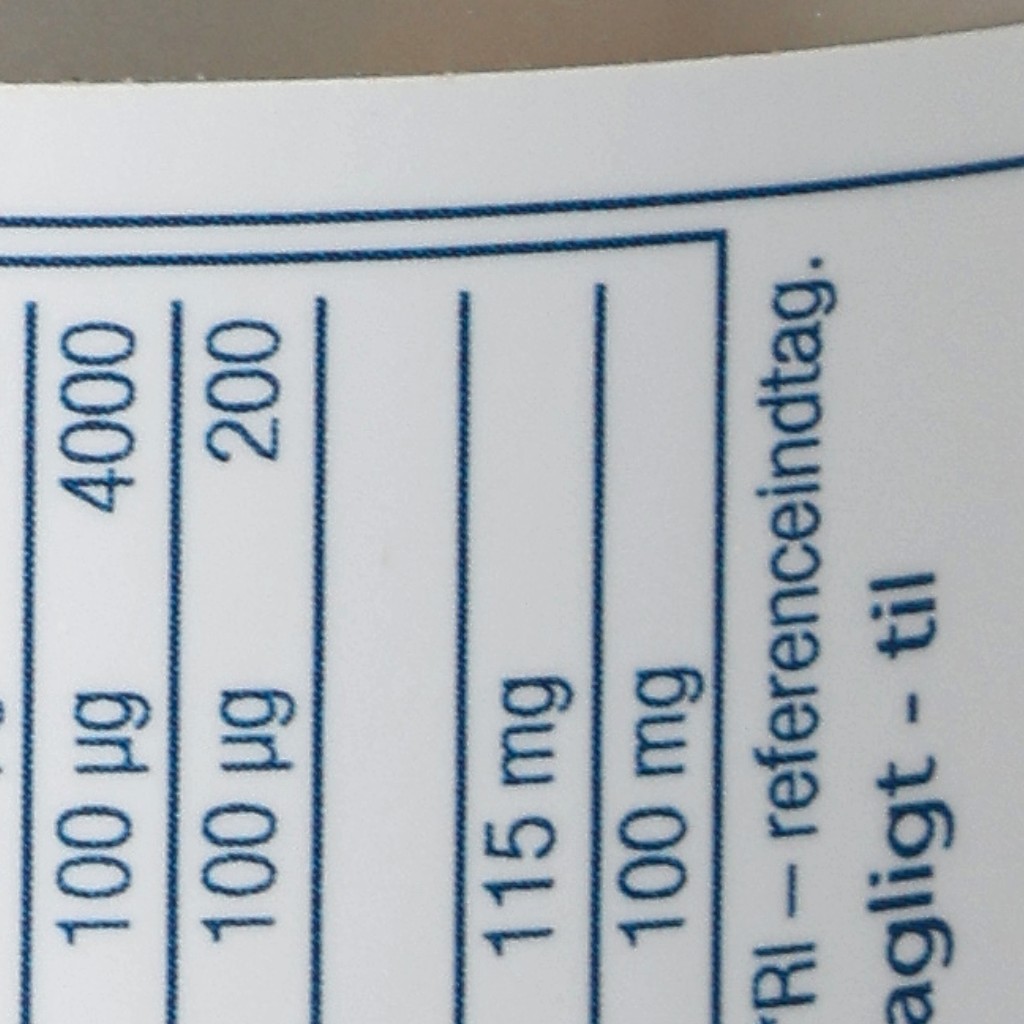 100 µg 4000
100 µg 200
115 mg
100 mg
RI – referenceindtag.
agligt - til